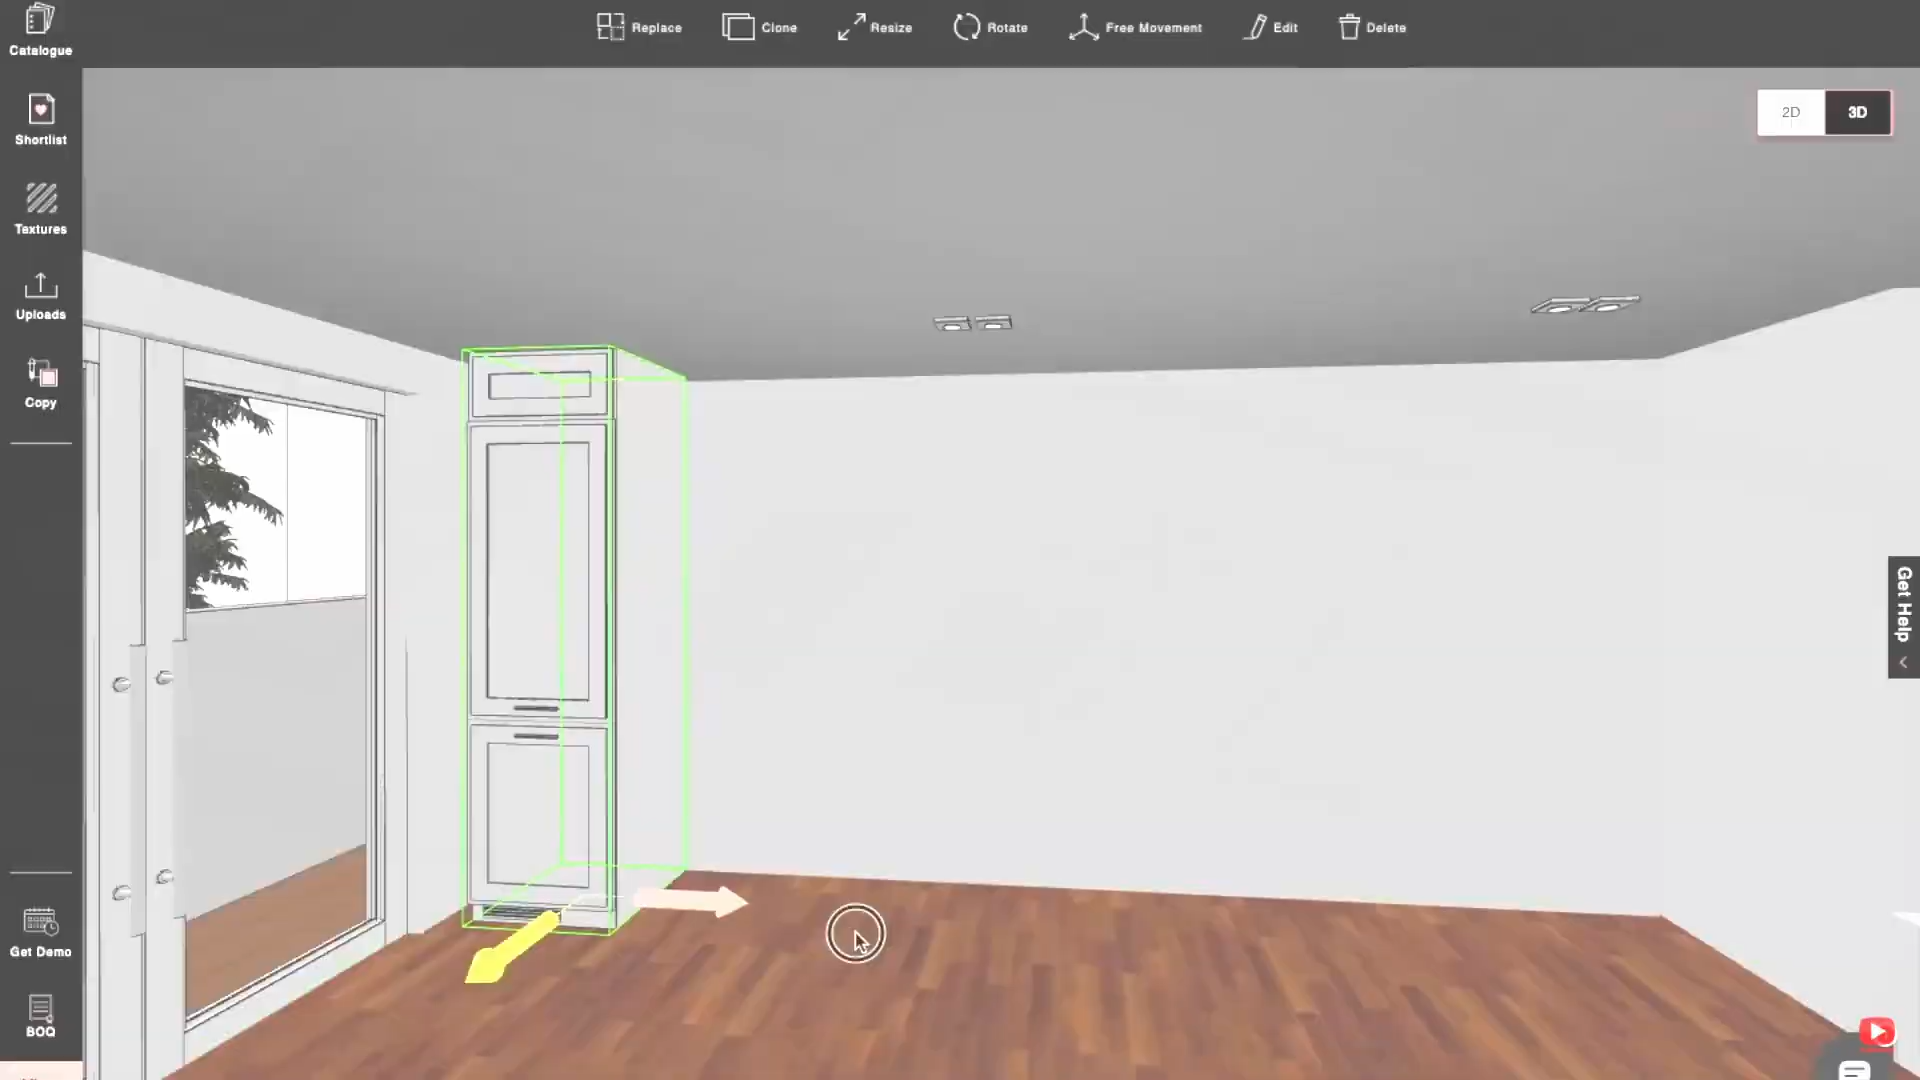 Catalogue
Replace
Clone
Resize
Rotate
Free Movement
Edit
Delete
2D
3D
Shortlist
Textures
Uploads
Copy
Get Help
Get Demo
BOQ